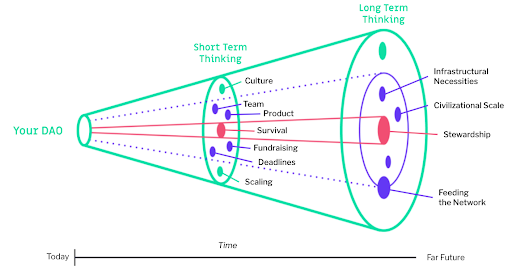 Long Term
Thinking
Short Term
Thinking
Your DAO
Culture
Team
Product
Survival
Fundraising
Deadlines
Scaling
Infrastructural
Necessities
Civilizational Scale
Stewardship
Feeding
the Network
Time
Today
Far Future